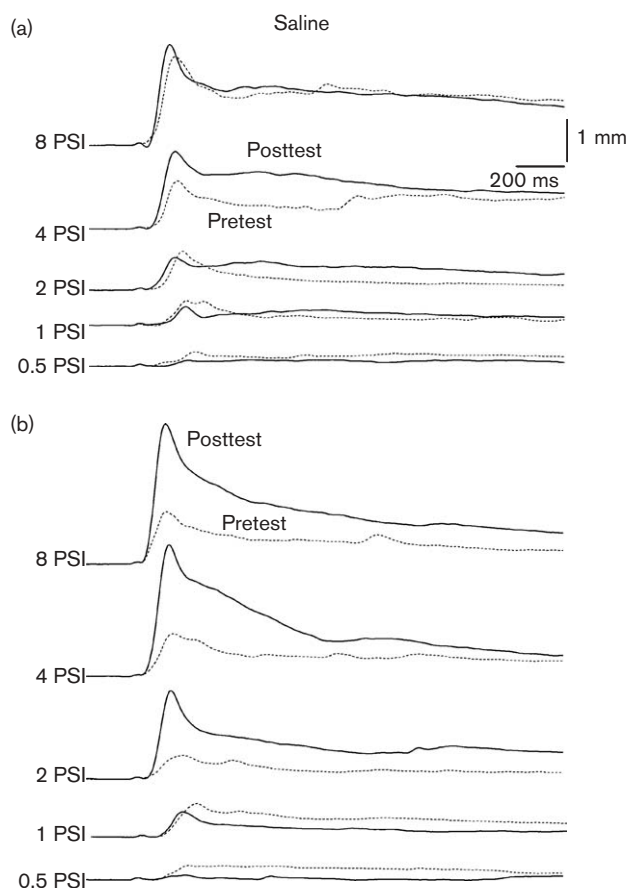 (a)
Saline
8 PSI
1 mm
200 ms
Posttest
4 PSI
Pretest
2 PSI
1 PSI
0.5 PSI
(b)
Posttest
Pretest
8 PSI
4 PSI
2 PSI
1 PSI
0.5 PSI